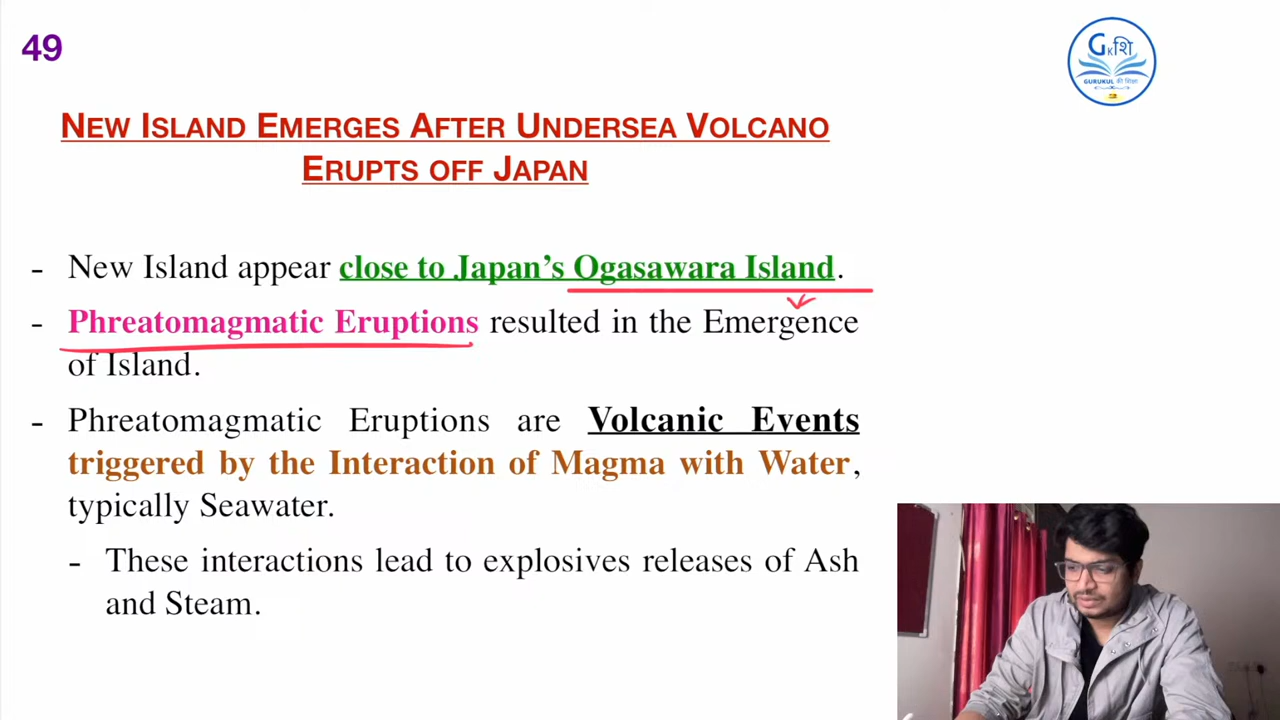 49
GKशि
GURUKUL की शिक्षा
NEW ISLAND EMERGES AFTER UNDERSEA VOLCANO
ERUPTS OFF JAPAN
- New Island appear close to Japan’s Ogasawara Island.
- Phreatomagmatic Eruptions resulted in the Emergence
of Island.
- Phreatomagmatic Eruptions are Volcanic Events
triggered by the Interaction of Magma with Water,
typically Seawater.
- These interactions lead to explosives releases of Ash
and Steam.